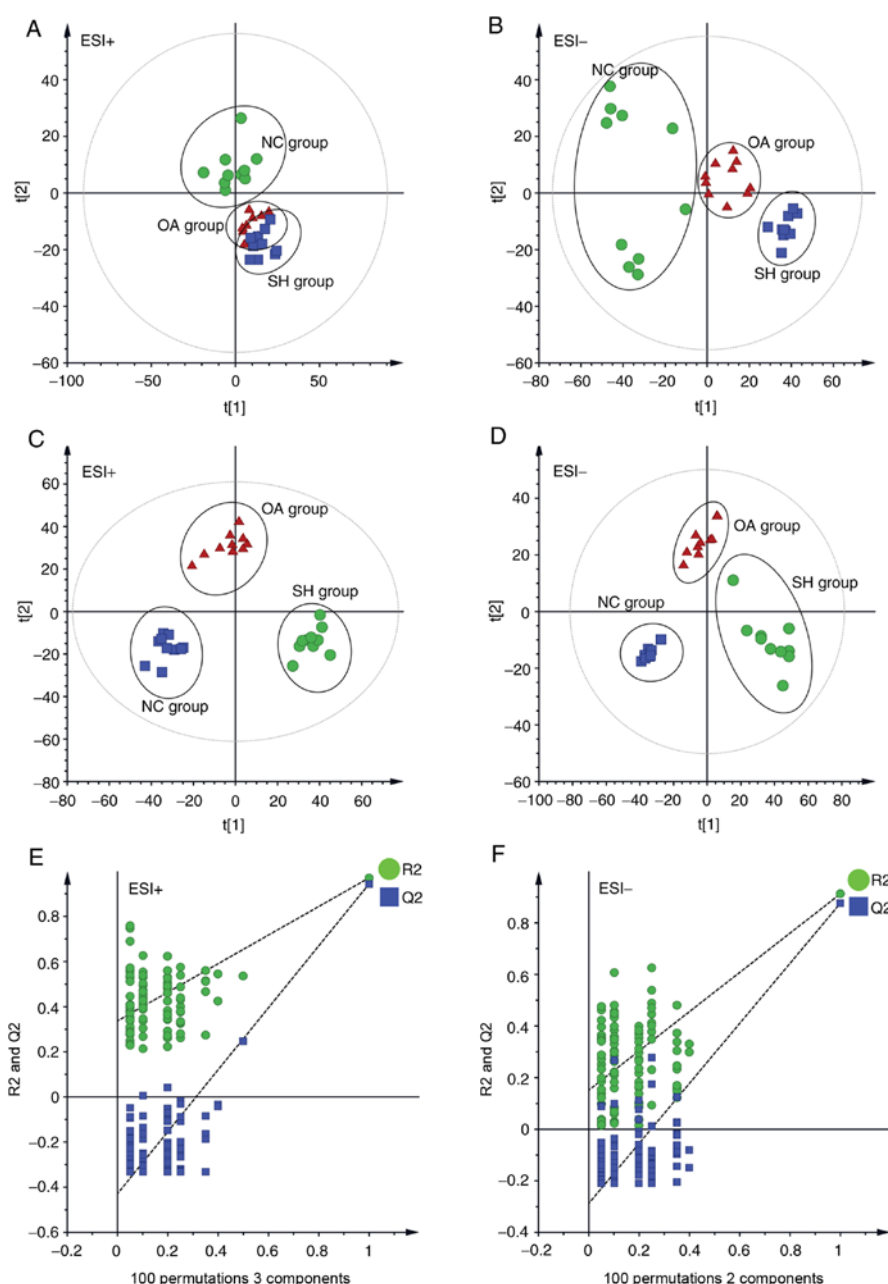 A
ESI+
40
20
0
−20
−40
−60
t[2]
NC group
OA group
SH group
−100
−50
0
50
t[1]
B
ESI−
40
20
0
−20
−40
−60
t[2]
NC group
OA group
SH group
−80
−60
−40
−20
0
20
40
60
t[1]
C
ESI+
60
40
20
0
−20
−40
−60
−80
t[2]
OA group
SH group
NC group
−80
−60
−40
−20
0
20
40
60
t[1]
D
ESI−
60
40
20
0
−20
−40
−60
t[2]
OA group
SH group
NC group
−100
−80
−60
−40
−20
0
20
40
60
80
t[1]
E
ESI+
R2
Q2
0.8
0.6
0.4
0.2
0
−0.2
−0.4
−0.6
R2 and Q2
−0.2
0
0.2
0.4
0.6
0.8
1
100 permutations 3 components
F
ESI−
R2
Q2
0.8
0.6
0.4
0.2
0
−0.2
−0.4
R2 and Q2
−0.2
0
0.2
0.4
0.6
0.8
1
100 permutations 2 components